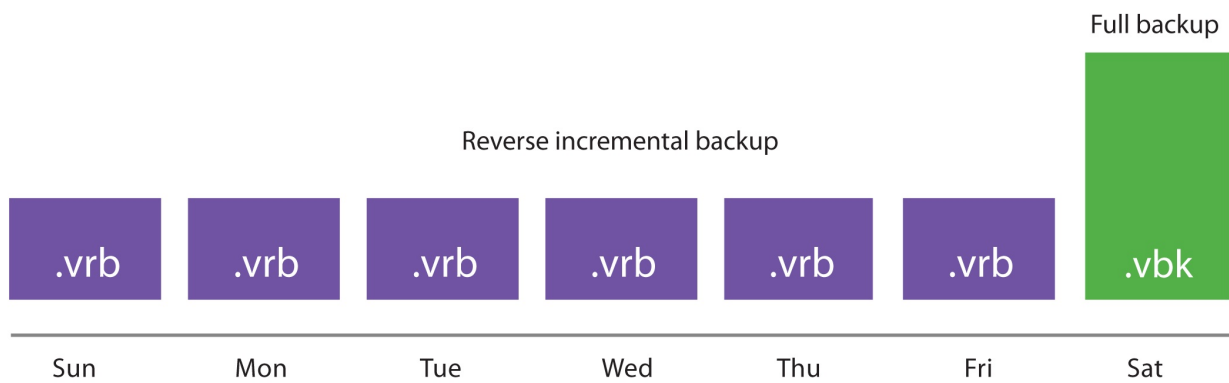 Full backup
Reverse incremental backup
.vrb .vrb .vrb .vrb .vrb .vrb .vbk
Sun Mon Tue Wed Thu Fri Sat